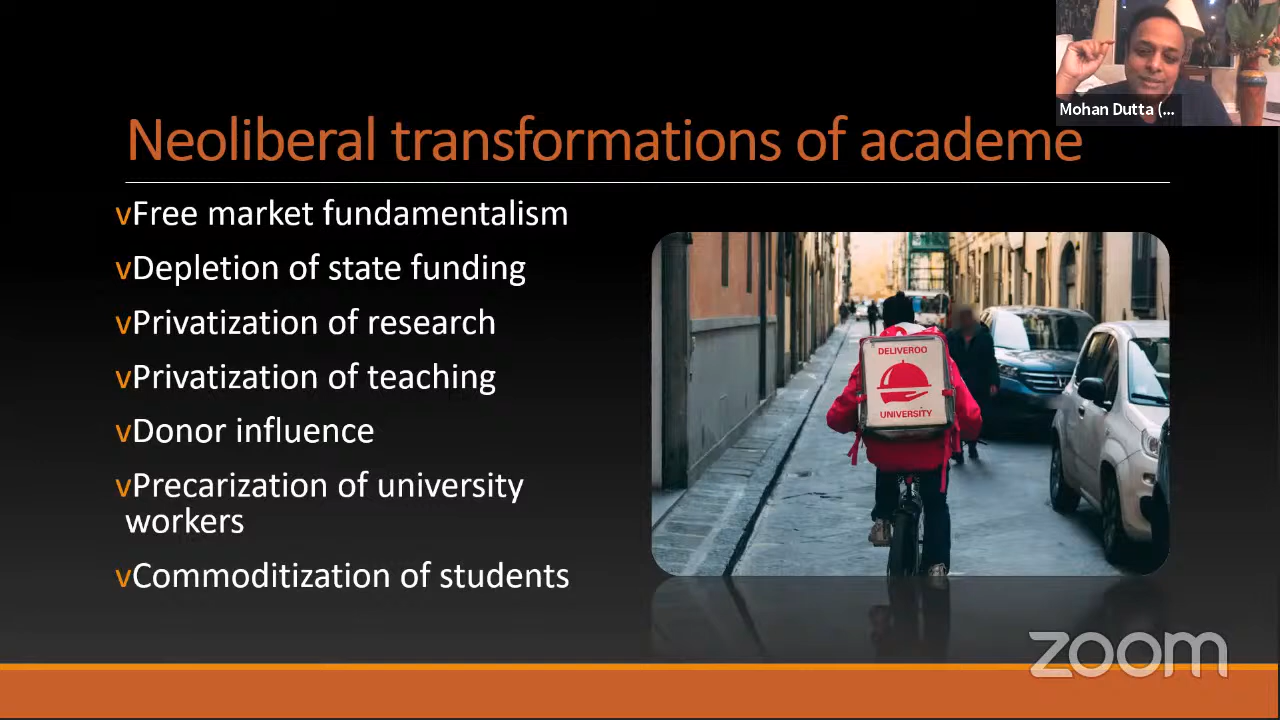 Mohan Dutta (...
Neoliberal transformations of academe
vFree market fundamentalism
vDepletion of state funding
vPrivatization of research
vPrivatization of teaching
vDonor influence
vPrecarization of university
workers
vCommoditization of students
DELIVEROO
UNIVERSITY
zoom